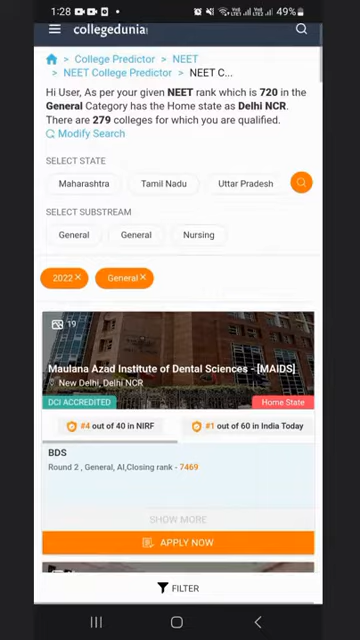 1:28
49%
collegedunia
College Predictor > NEET
> NEET College Predictor > NEET C...
Hi User, As per your given NEET rank which is 720 in the
General Category has the Home state as Delhi NCR.
There are 279 colleges for which you are qualified.
Modify Search
SELECT STATE
Maharashtra Tamil Nadu Uttar Pradesh
SELECT SUBSTREAM
General General Nursing
2022 × General ×
19
Maulana Azad Institute of Dental Sciences - [MAIDS]
New Delhi, Delhi NCR
DCI ACCREDITED Home State
#4 out of 40 in NIRF #1 out of 60 in India Today
BDS
Round 2 , General, AI,Closing rank - 7469
SHOW MORE
APPLY NOW
FILTER